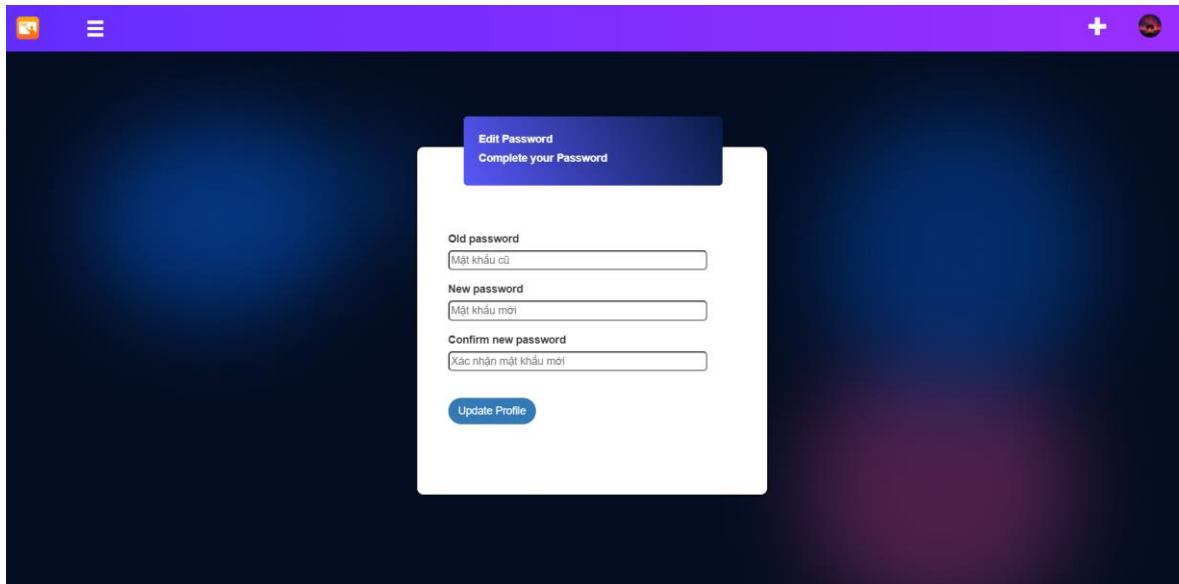 Edit Password
Complete your Password
Old password
Mật khẩu cũ
New password
Mật khẩu mới
Confirm new password
Xác nhận mật khẩu mới
Update Profile